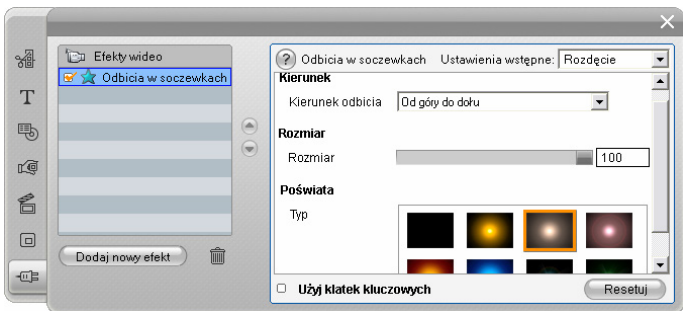 Efekty wideo
Odbicia w soczewkach
Dodaj nowy efekt
T
? Odbicia w soczewkach Ustawienia wstępne: Rozdęcie
Kierunek
Kierunek odbicia Od góry do dołu
Rozmiar
Rozmiar 100
Poświata
Typ
Użyj klatek kluczowych Resetuj